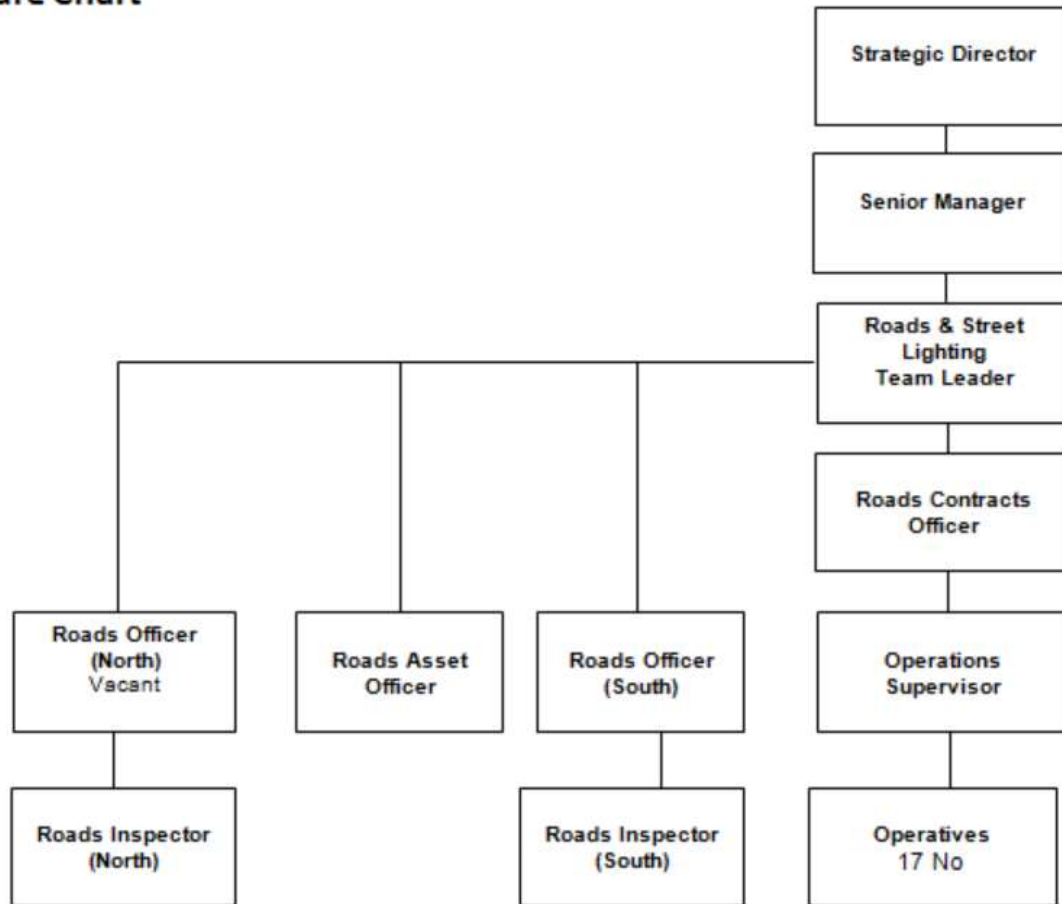 Chart
Strategic Director
Senior Manager
Roads & Street
Lighting
Team Leader
Roads Contracts
Officer
Roads Officer
(North)
Vacant
Roads Asset
Officer
Roads Officer
(South)
Operations
Supervisor
Roads Inspector
(North)
Roads Inspector
(South)
Operatives
17 No